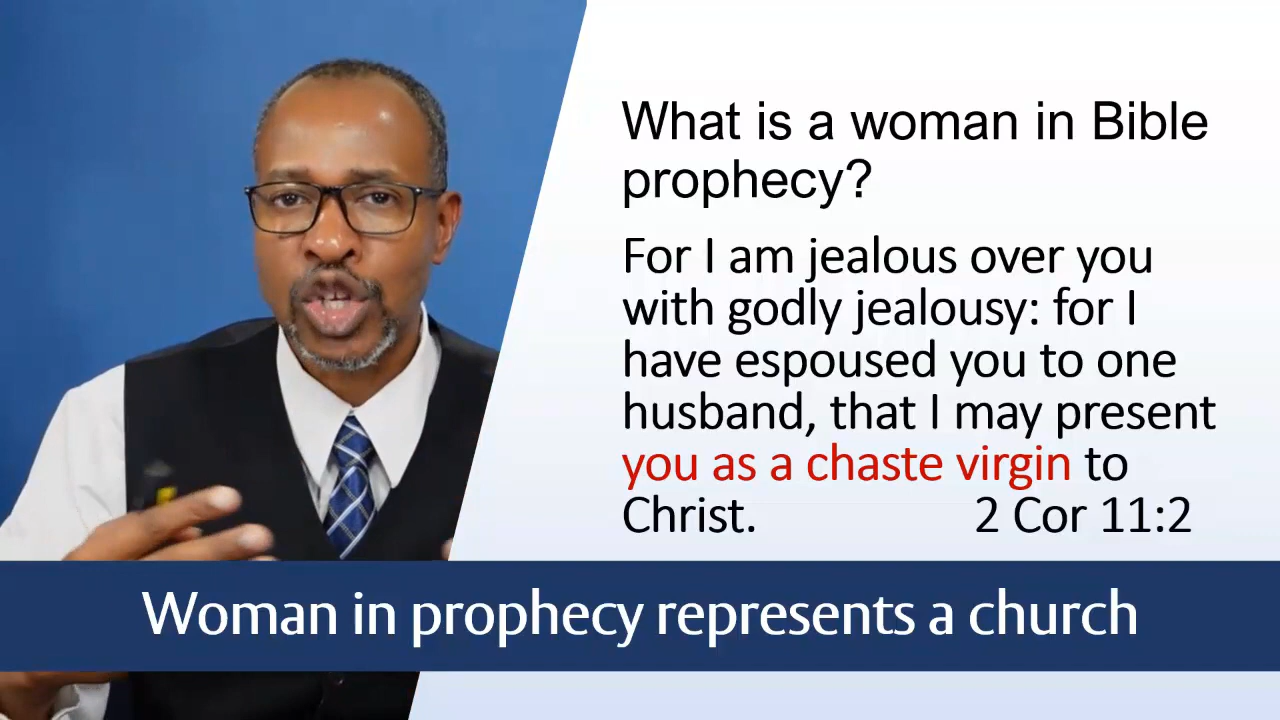 What is a woman in Bible
prophecy?
For I am jealous over you
with godly jealousy: for I
have espoused you to one
husband, that I may present
you as a chaste virgin to
Christ. 2 Cor 11:2
Woman in prophecy represents a church